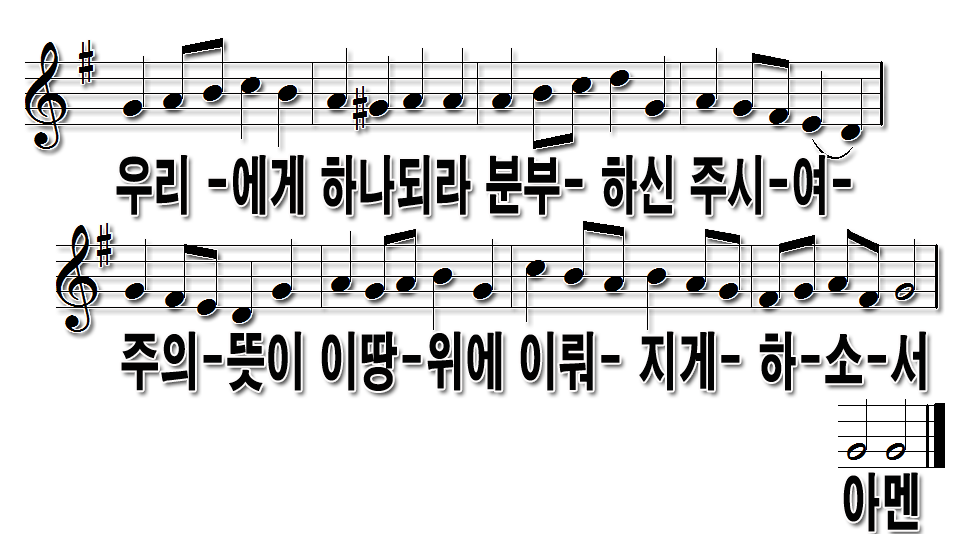 우리 -에게 하나되라 분부- 하신 주시-여-
주의-뜻이 이땅-위에 이뤄- 지게- 하-소-서
아멘